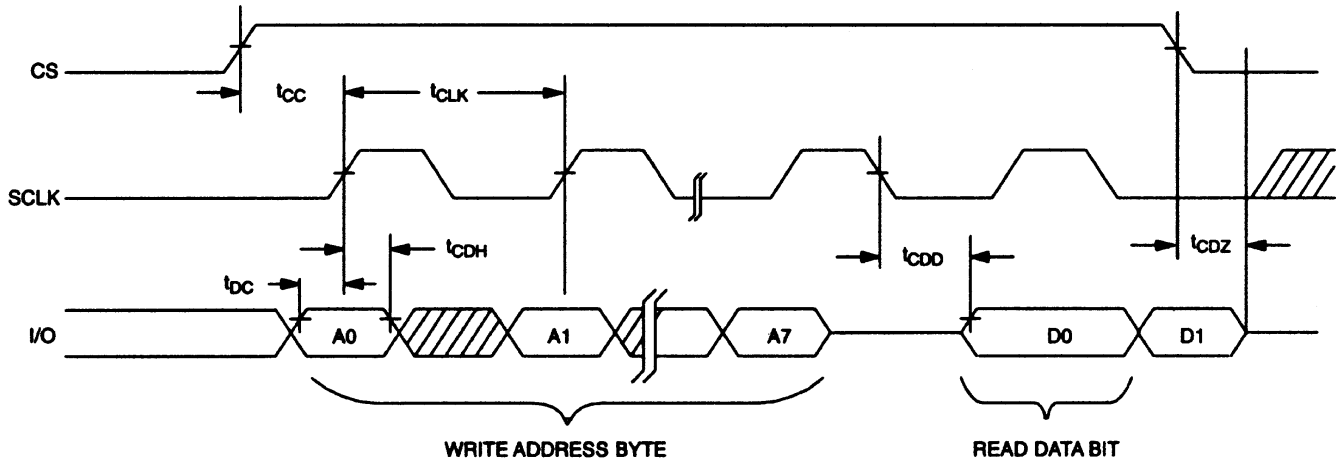 CS
tCC
tCLK
SCLK
tCDH
tCDD
tCDZ
tDC
I/O
A0
A1
A7
D0
D1
WRITE ADDRESS BYTE
READ DATA BIT